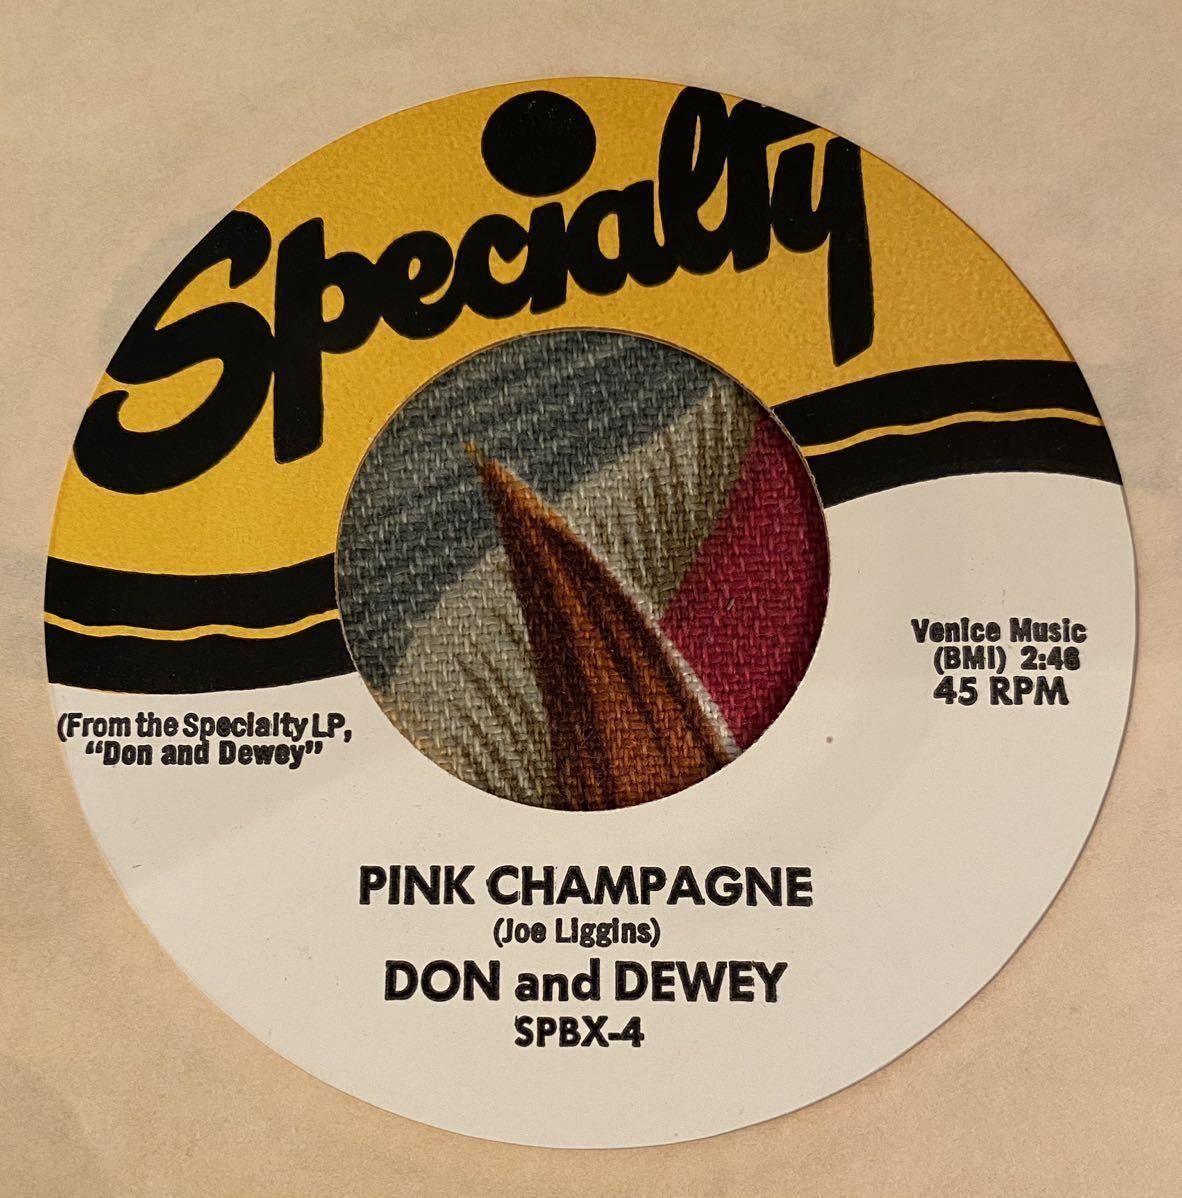 Specialty
Venice Music
(BMI) 2:46
45 RPM
(From the Specialty LP,
“Don and Dewey”
PINK CHAMPAGNE
(Joe Liggins)
DON and DEWEY
SPBX-4